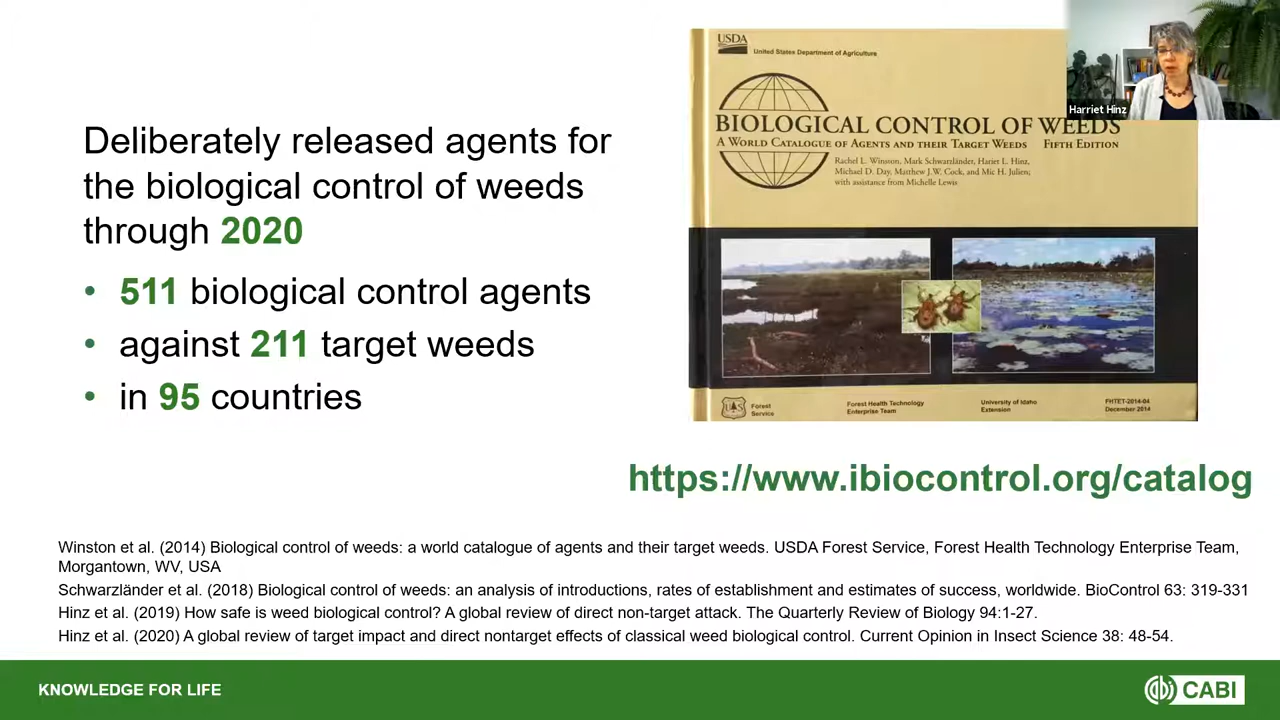 Deliberately released agents for
the biological control of weeds
through 2020
• 511 biological control agents
• against 211 target weeds
• in 95 countries
USDA
United States Department of Agriculture
BIOLOGICAL CONTROL OF WEEDS
A WORLD CATALOGUE OF AGENTS AND THEIR TARGET WEEDS FIFTH EDITION
Rachel L. Winston, Mark Schwarzländer, Hariet L. Hinz,
Michael D. Day, Matthew J.W. Cock, and Mic H. Julien;
with assistance from Michelle Lewis
Forest
Service
Forest Health Technology
Enterprise Team
University of Idaho
Extension
FHTET-2014-04
December 2014
Harriet Hinz
https://www.ibiocontrol.org/catalog
Winston et al. (2014) Biological control of weeds: a world catalogue of agents and their target weeds. USDA Forest Service, Forest Health Technology Enterprise Team,
Morgantown, WV, USA
Schwarzländer et al. (2018) Biological control of weeds: an analysis of introductions, rates of establishment and estimates of success, worldwide. BioControl 63: 319-331
Hinz et al. (2019) How safe is weed biological control? A global review of direct non-target attack. The Quarterly Review of Biology 94:1-27.
Hinz et al. (2020) A global review of target impact and direct nontarget effects of classical weed biological control. Current Opinion in Insect Science 38: 48-54.
KNOWLEDGE FOR LIFE
CABI